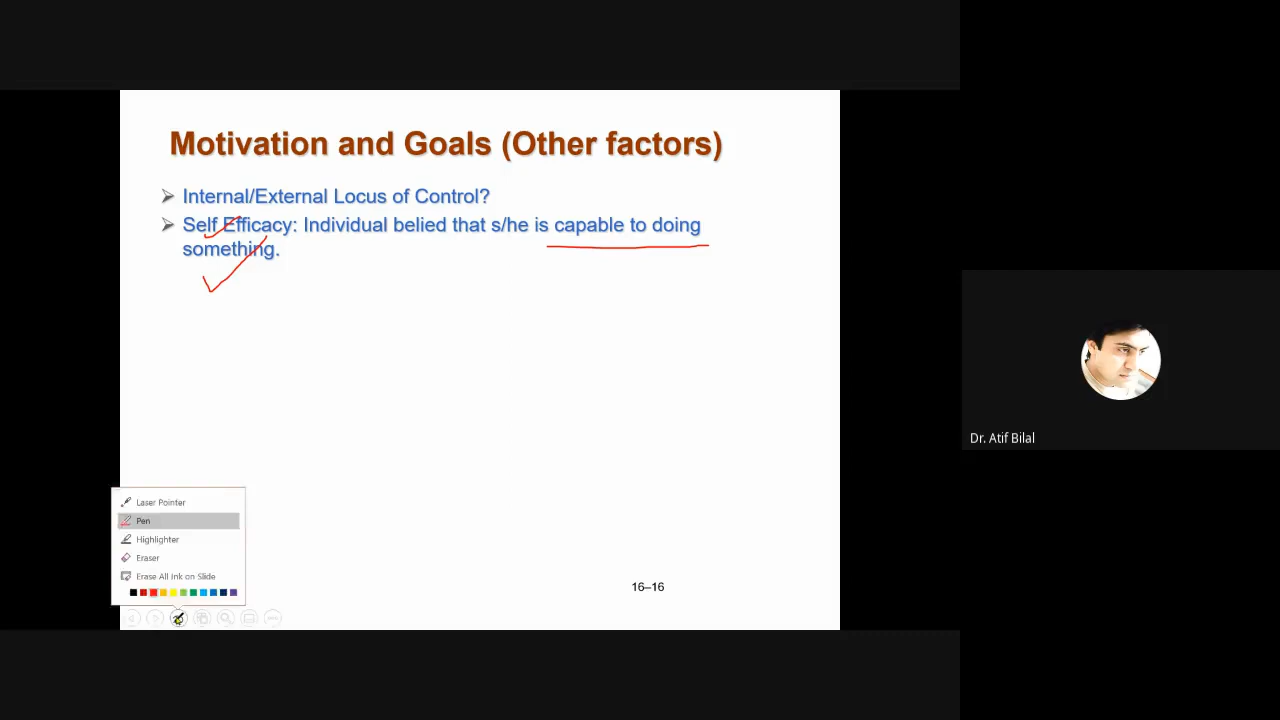 Motivation and Goals (Other factors)
Internal/External Locus of Control?
Self Efficacy: Individual belied that s/he is capable to doing
something.
Dr. Atif Bilal
Laser Pointer
Pen
Highlighter
Eraser
Erase All Ink on Slide
16–16